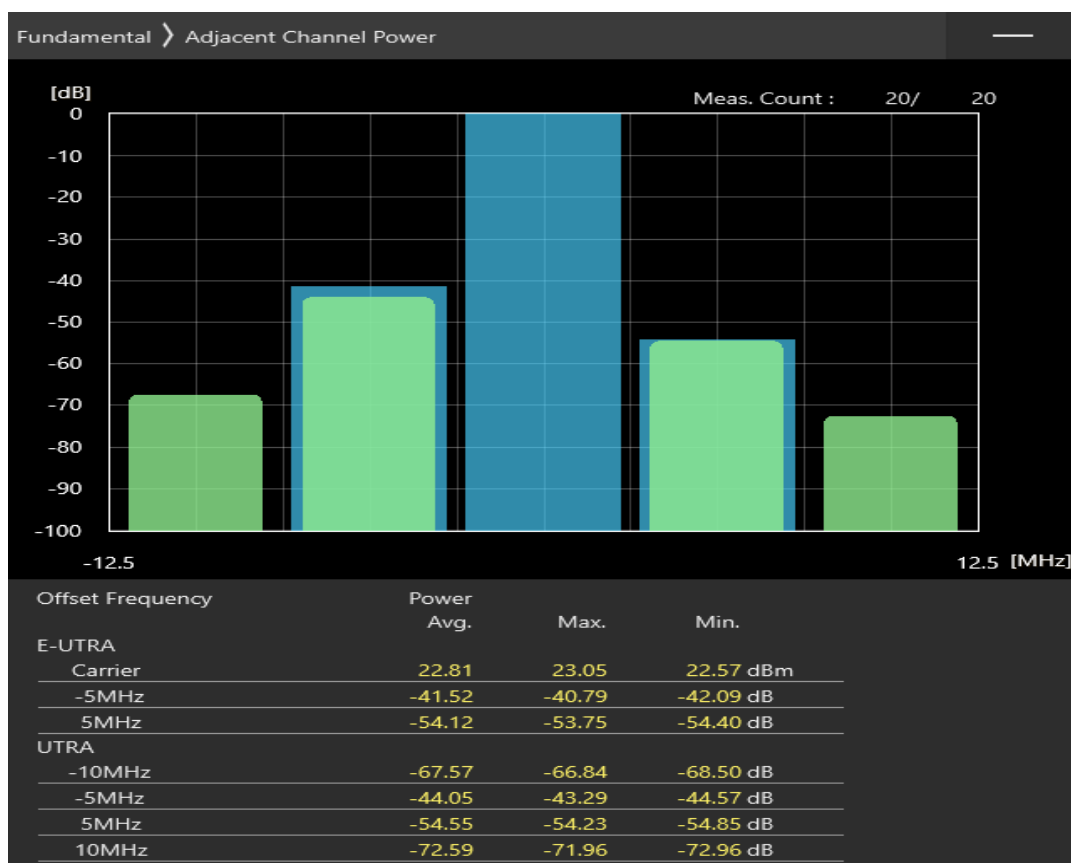 Fundamental ❯ Adjacent Channel Power
[dB]
Meas. Count : 20/ 20
0
-10
-20
-30
-40
-50
-60
-70
-80
-90
-100
-12.5 12.5 [MHz]
Offset Frequency Power
Avg. Max. Min.
E-UTRA
Carrier 22.81 23.05 22.57 dBm
-5MHz -41.52 -40.79 -42.09 dB
5MHz -54.12 -53.75 -54.40 dB
UTRA
-10MHz -67.57 -66.84 -68.50 dB
-5MHz -44.05 -43.29 -44.57 dB
5MHz -54.55 -54.23 -54.85 dB
10MHz -72.59 -71.96 -72.96 dB